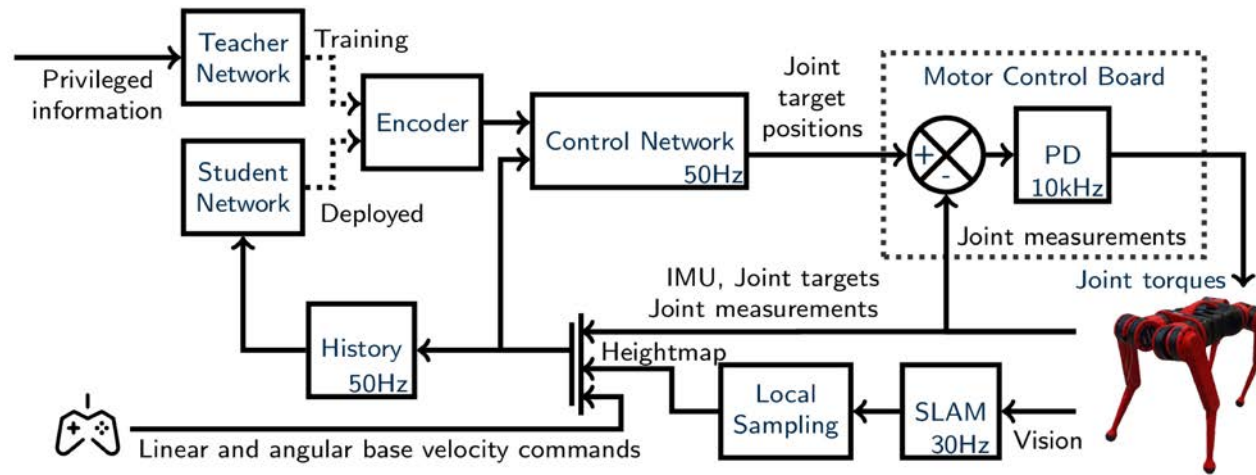 Teacher
Network
Training
Privileged
information
Encoder
Student
Network
Deployed
Control Network
50Hz
Joint
target
positions
Motor Control Board
+
-
PD
10kHz
Joint measurements
Joint torques
IMU, Joint targets
Joint measurements
History
50Hz
Heightmap
Local
Sampling
SLAM
30Hz
Vision
Linear and angular base velocity commands